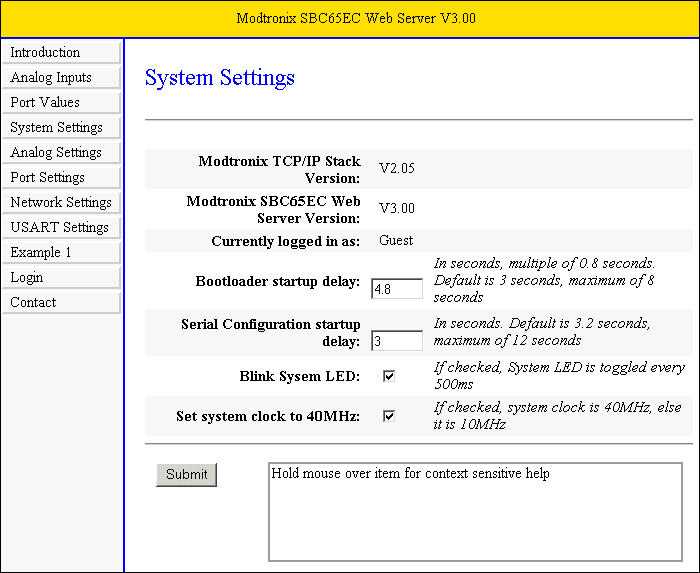 Modtronix SBC65EC Web Server V3.00
Introduction
Analog Inputs
Port Values
System Settings
Analog Settings
Port Settings
Network Settings
USART Settings
Example 1
Login
Contact
System Settings
Modtronix TCP/IP Stack
Version:
V2.05
Modtronix SBC65EC Web
Server Version:
V3.00
Currently logged in as:
Guest
Bootloader startup delay:
4.8
In seconds, multiple of 0.8 seconds.
Default is 3 seconds, maximum of 8
seconds
Serial Configuration startup
delay:
3
In seconds. Default is 3.2 seconds,
maximum of 12 seconds
Blink Sysem LED:
If checked, System LED is toggled every
500ms
Set system clock to 40MHz:
If checked, system clock is 40MHz, else
it is 10MHz
Submit
Hold mouse over item for context sensitive help